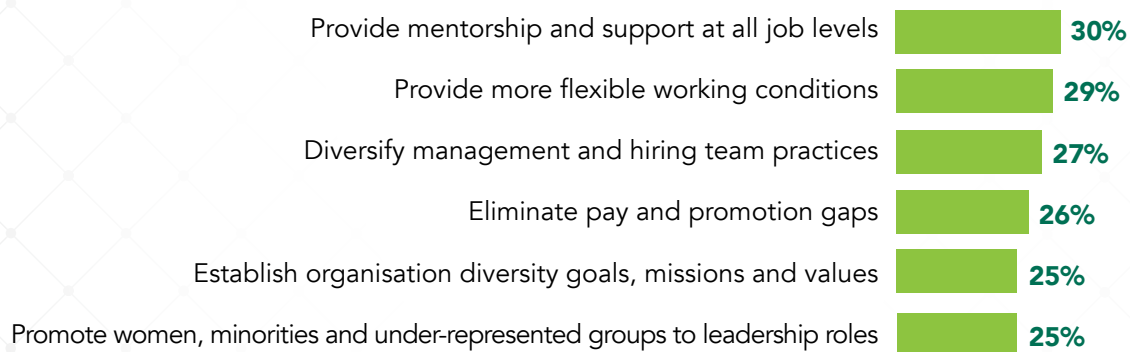 Provide mentorship and support at all job levels 30%
Provide more flexible working conditions 29%
Diversify management and hiring team practices 27%
Eliminate pay and promotion gaps 26%
Establish organisation diversity goals, missions and values 25%
Promote women, minorities and under-represented groups to leadership roles 25%